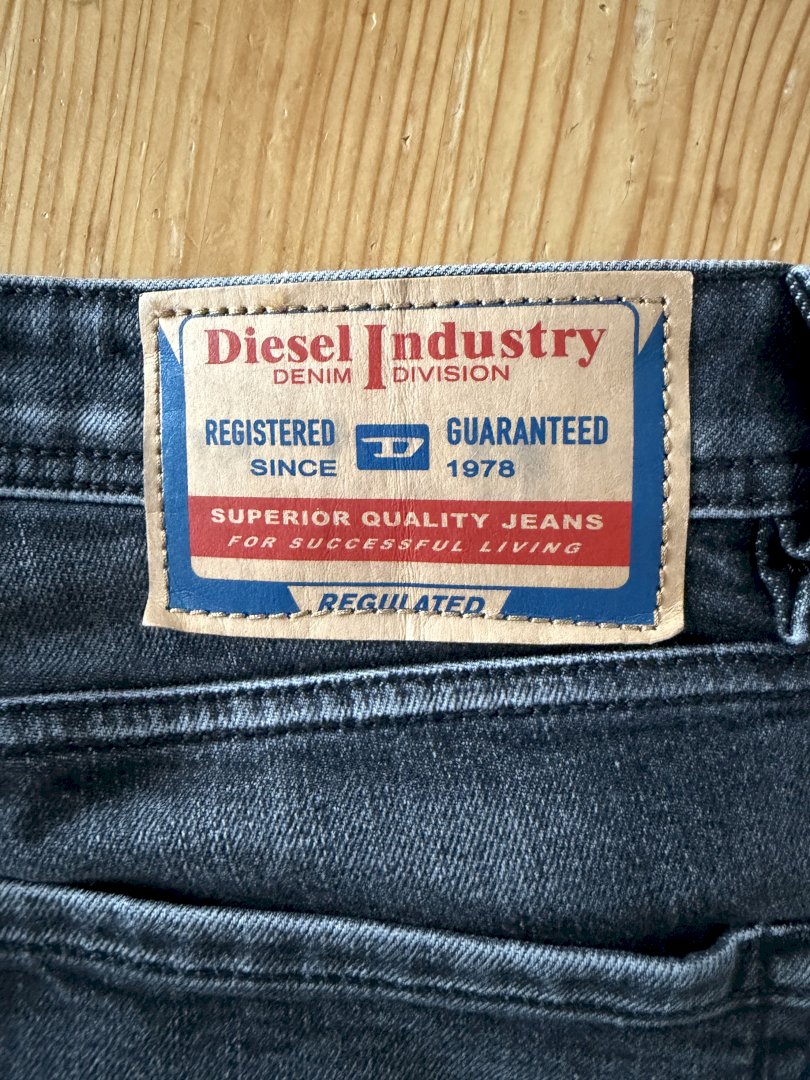 Diesel Industry
DENIM DIVISION
REGISTERED D GUARANTEED
SINCE 1978
SUPERIOR QUALITY JEANS
FOR SUCCESSFUL LIVING
REGULATED